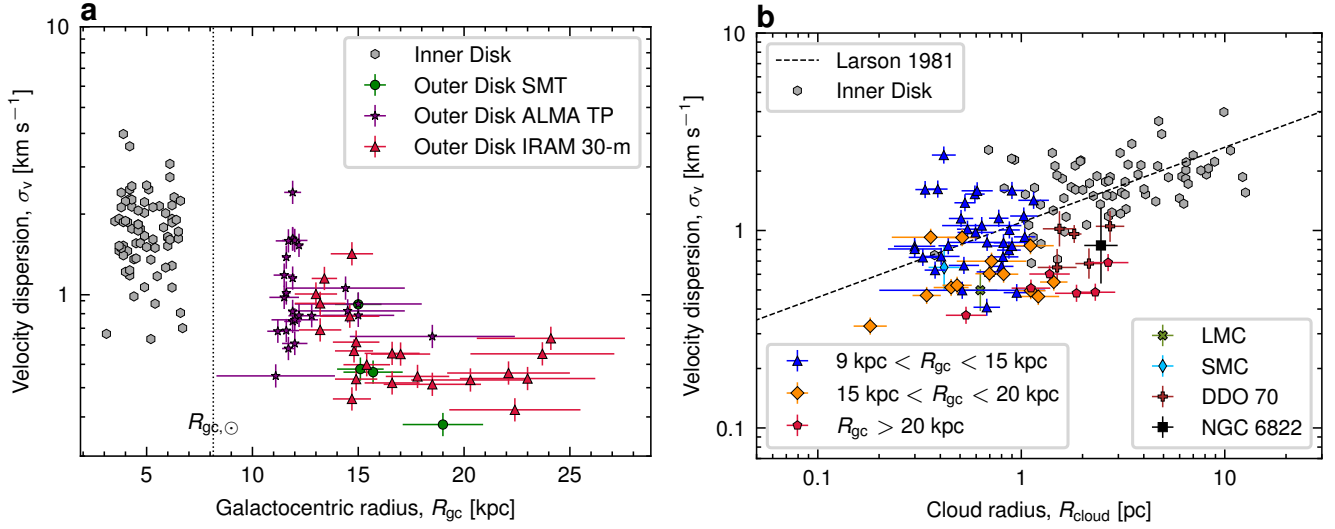 a
Velocity dispersion, σv [km s−1]
10
1
Inner Disk
Outer Disk SMT
Outer Disk ALMA TP
Outer Disk IRAM 30-m
Rgc,⊙
5 10 15 20 25
Galactocentric radius, Rgc [kpc]
b
Velocity dispersion, σv [km s−1]
10
1
0.1
Larson 1981
Inner Disk
9 kpc < Rgc < 15 kpc
15 kpc < Rgc < 20 kpc
Rgc > 20 kpc
LMC
SMC
DDO 70
NGC 6822
0.1 1 10
Cloud radius, Rcloud [pc]